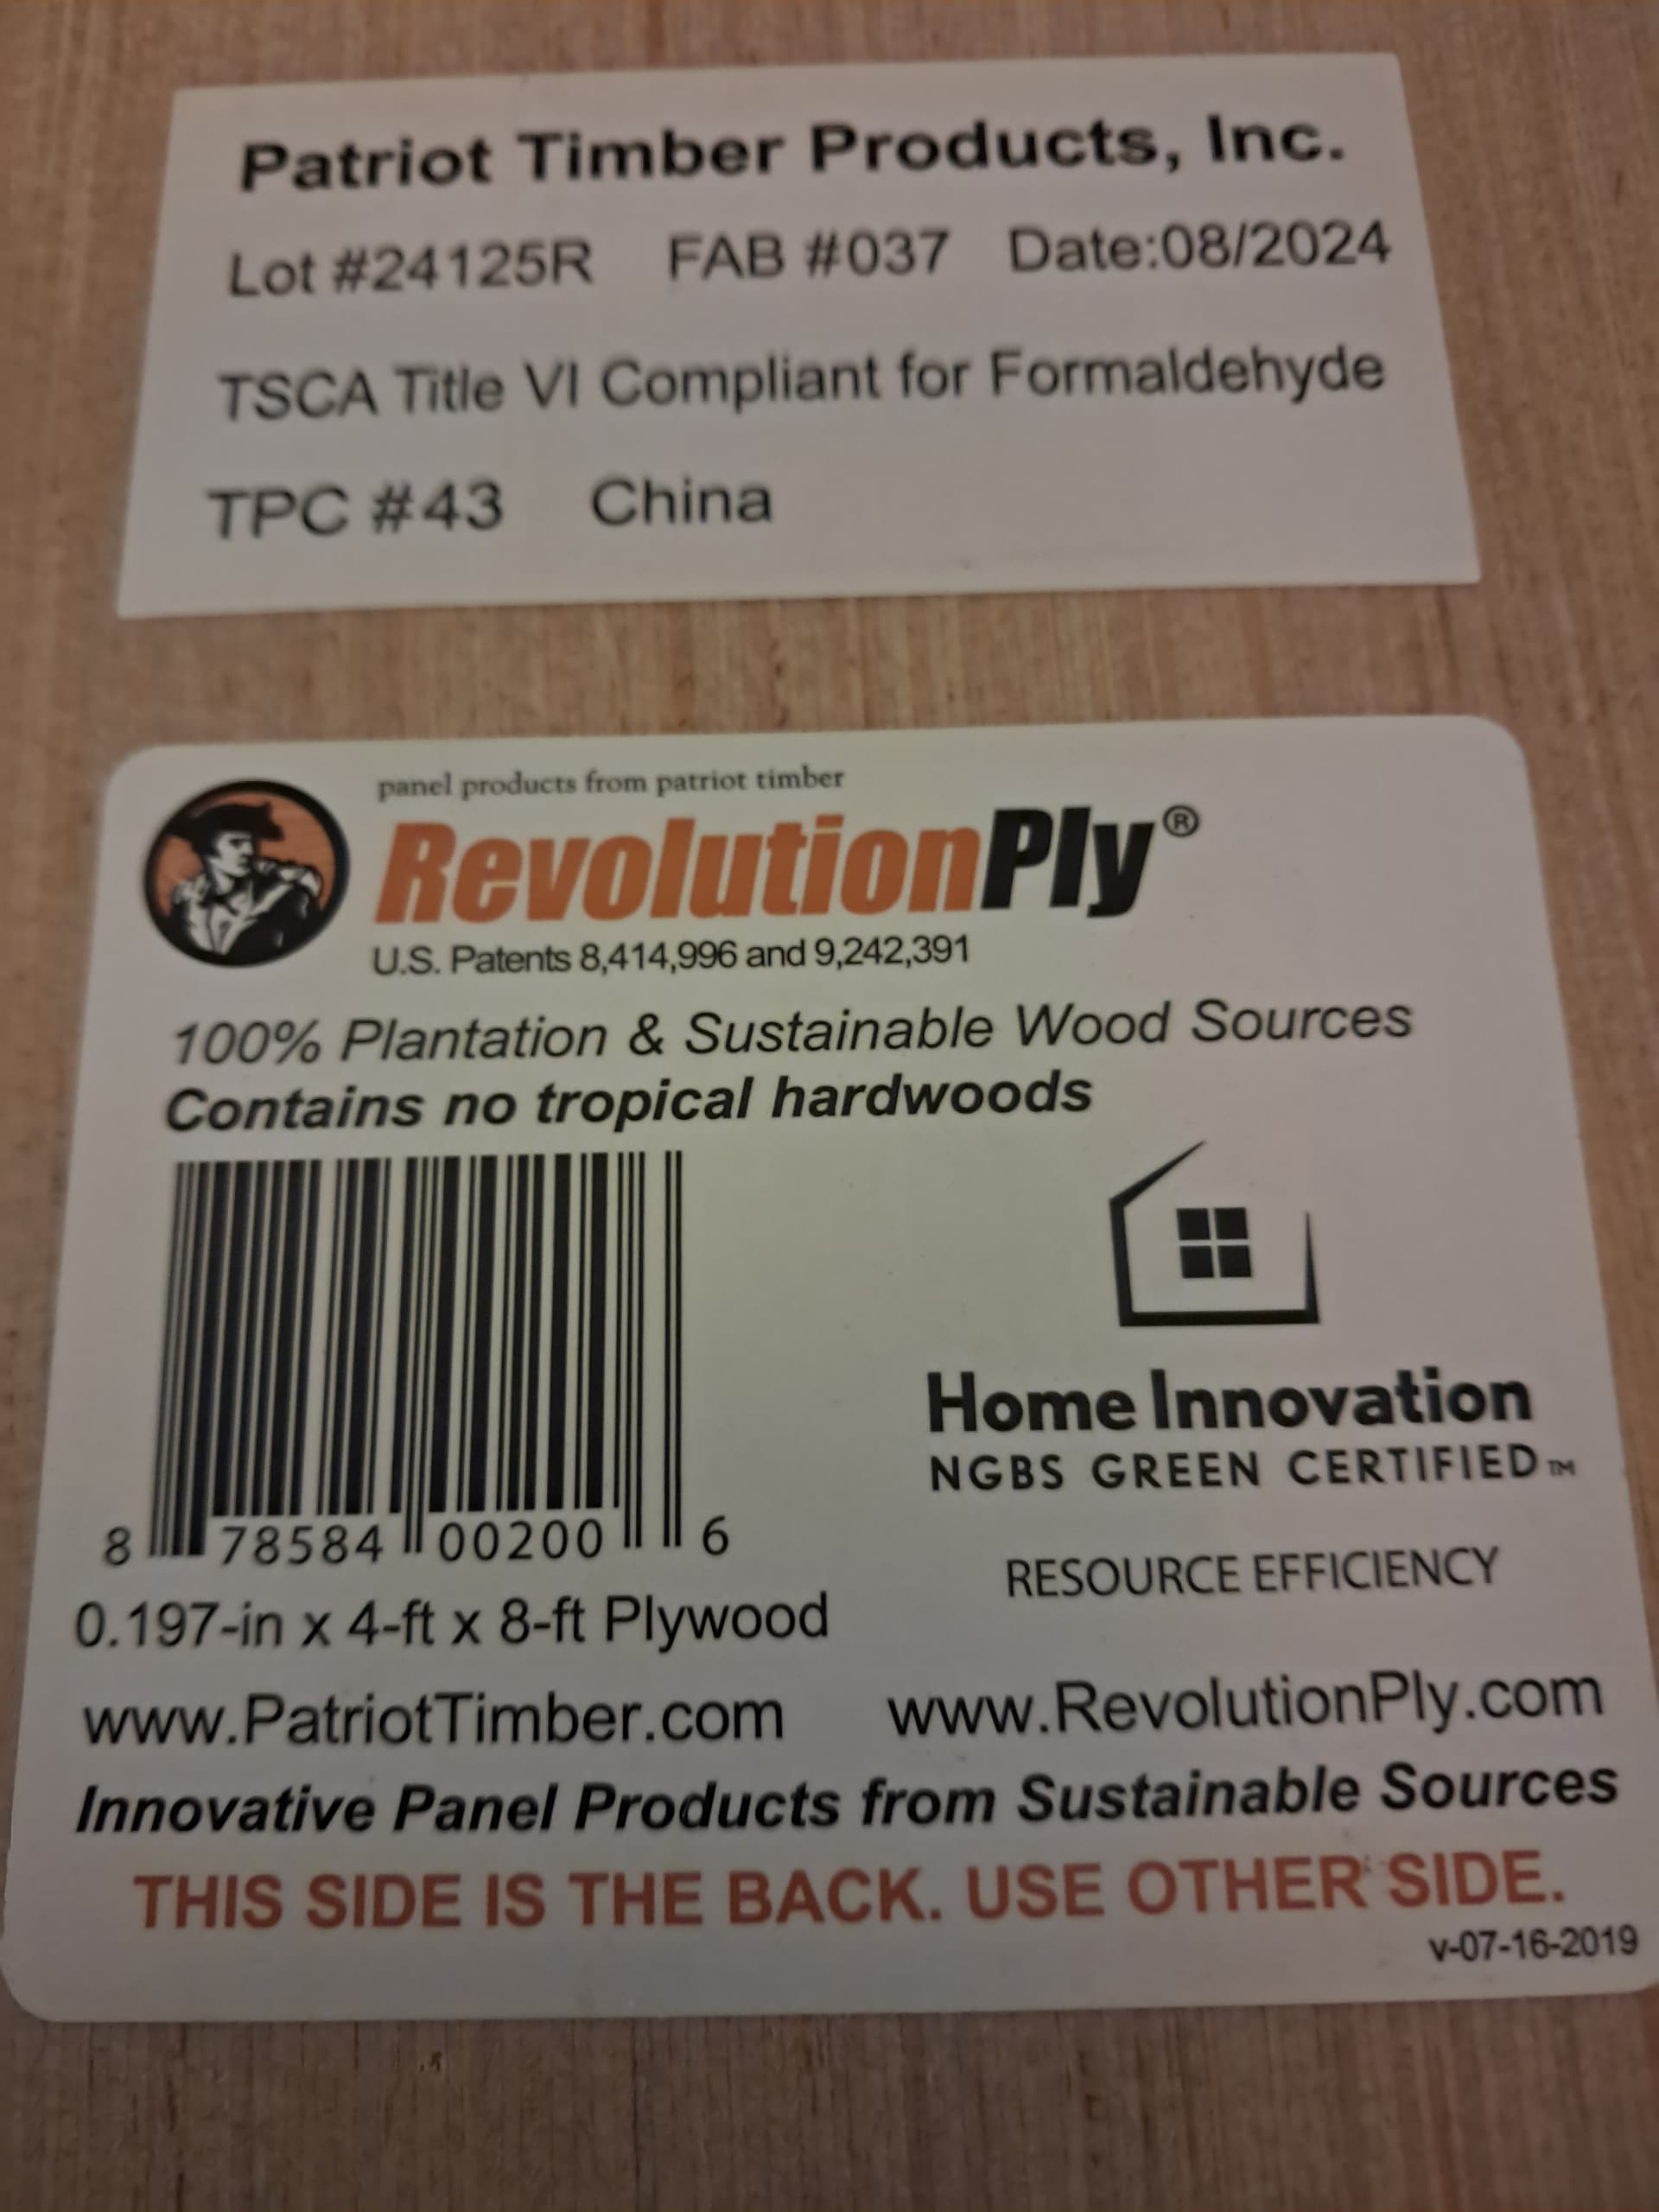 Patriot Timber Products, Inc.
Lot #24125R FAB #037 Date:08/2024
TSCA Title VI Compliant for Formaldehyde
TPC #43 China
panel products from patriot timber
RevolutionPly®
U.S. Patents 8,414,996 and 9,242,391
100% Plantation & Sustainable Wood Sources
Contains no tropical hardwoods
8 78584 00200 6
Home Innovation
NGBS GREEN CERTIFIED™
RESOURCE EFFICIENCY
0.197-in x 4-ft x 8-ft Plywood
www.PatriotTimber.com www.RevolutionPly.com
Innovative Panel Products from Sustainable Sources
THIS SIDE IS THE BACK. USE OTHER SIDE.
v-07-16-2019